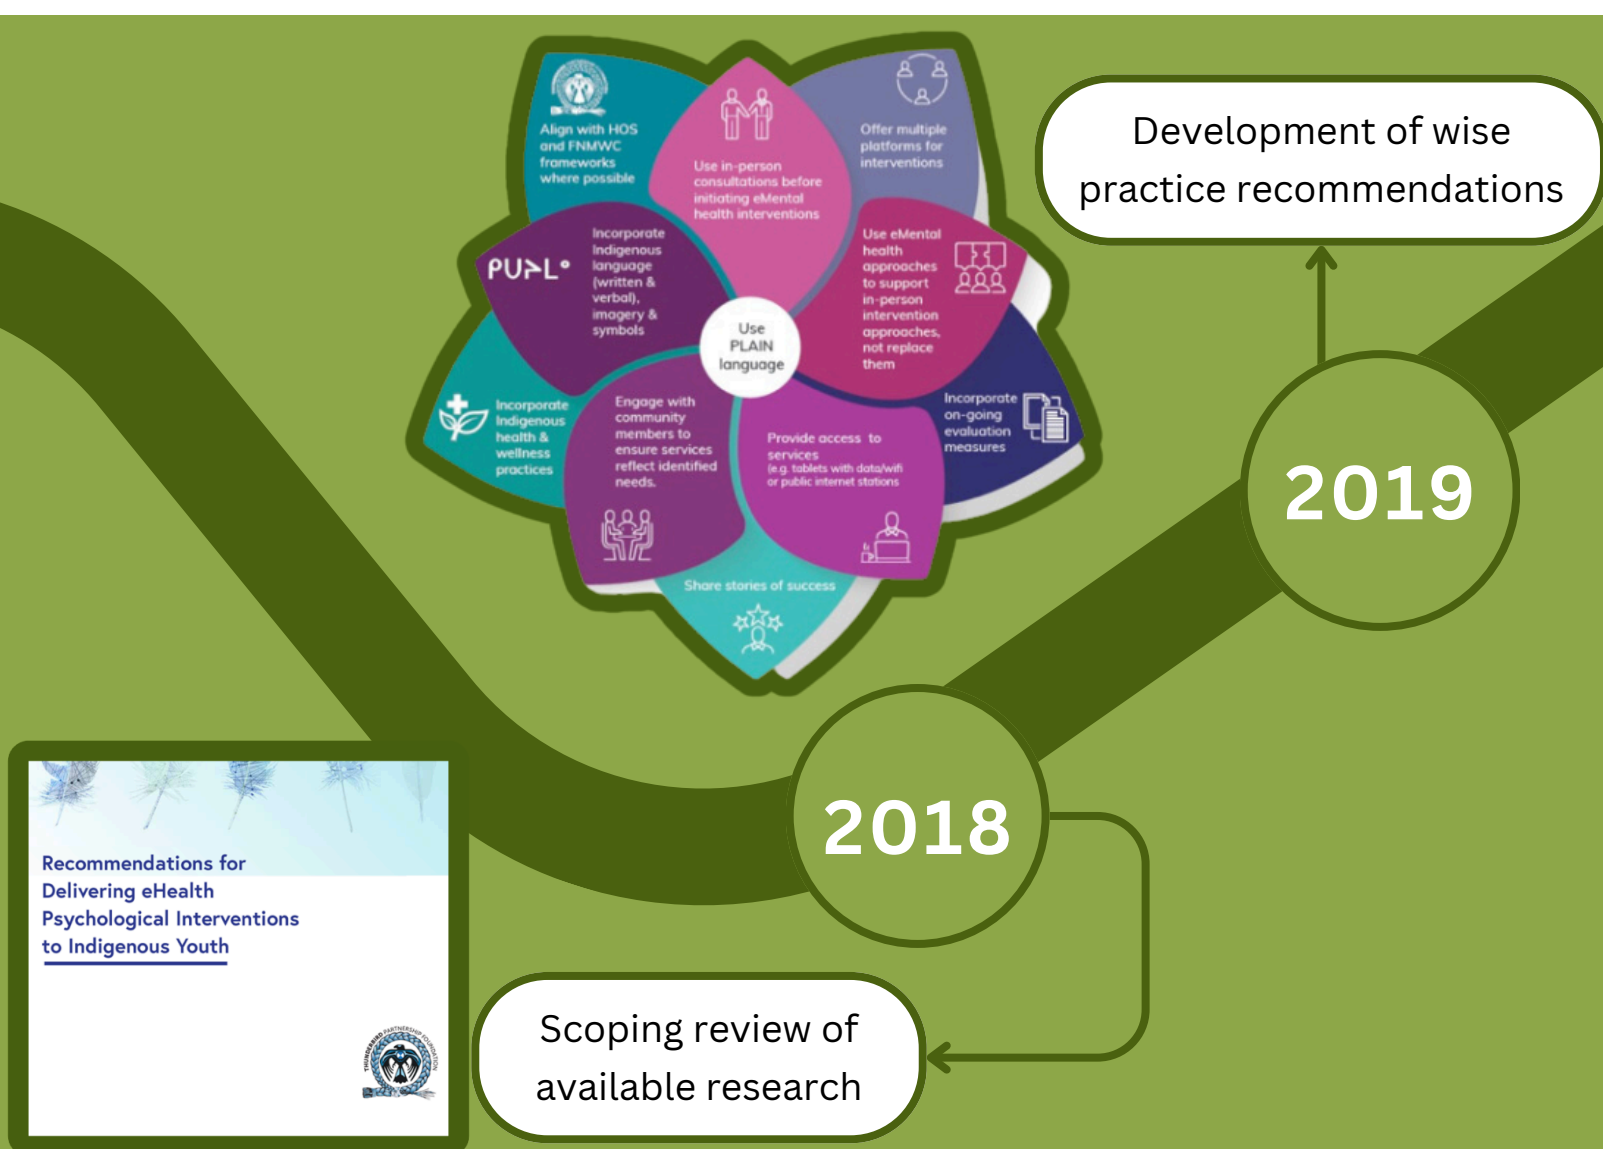 Align with HOS
and FNMWC
frameworks
where possible
Use in-person
consultations before
initiating eMental
health interventions
Offer multiple
platforms for
interventions
Development of wise
practice recommendations
ᑭᑌᔨᒪᐤ
Incorporate
Indigenous
language
(written &
verbal),
imagery &
symbols
Use eMental
health
approaches
to support
in-person
intervention
approaches,
not replace
them
Use
PLAIN
language
Incorporate
Indigenous
health &
wellness
practices
Engage with
community
members to
ensure services
reflect identified
needs.
Provide access to
services
(e.g. tablets with data/wifi
or public internet stations
Incorporate
on-going
evaluation
measures
Share stories of success
2019
2018
Recommendations for
Delivering eHealth
Psychological Interventions
to Indigenous Youth
THUNDERBIRD PARTNERSHIP FOUNDATION
Scoping review of
available research